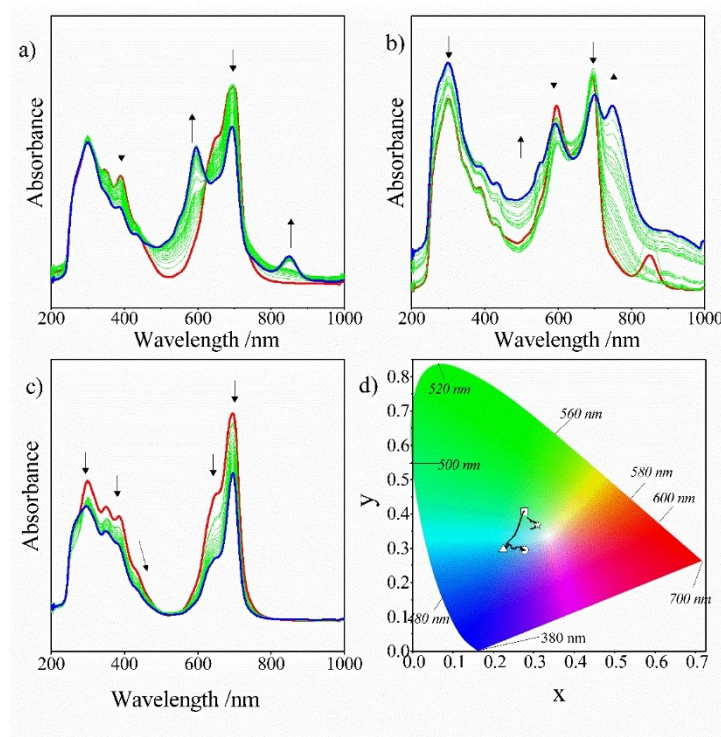 a)
Absorbance
200 400 600 800 1000
Wavelength /nm
b)
Absorbance
200 400 600 800 1000
Wavelength /nm
c)
Absorbance
200 400 600 800 1000
Wavelength /nm
d)
y
0.8
0.7
0.6
0.5
0.4
0.3
0.2
0.1
0.0
520 nm
560 nm
500 nm
580 nm
600 nm
700 nm
480 nm
380 nm
0.0 0.1 0.2 0.3 0.4 0.5 0.6 0.7
x